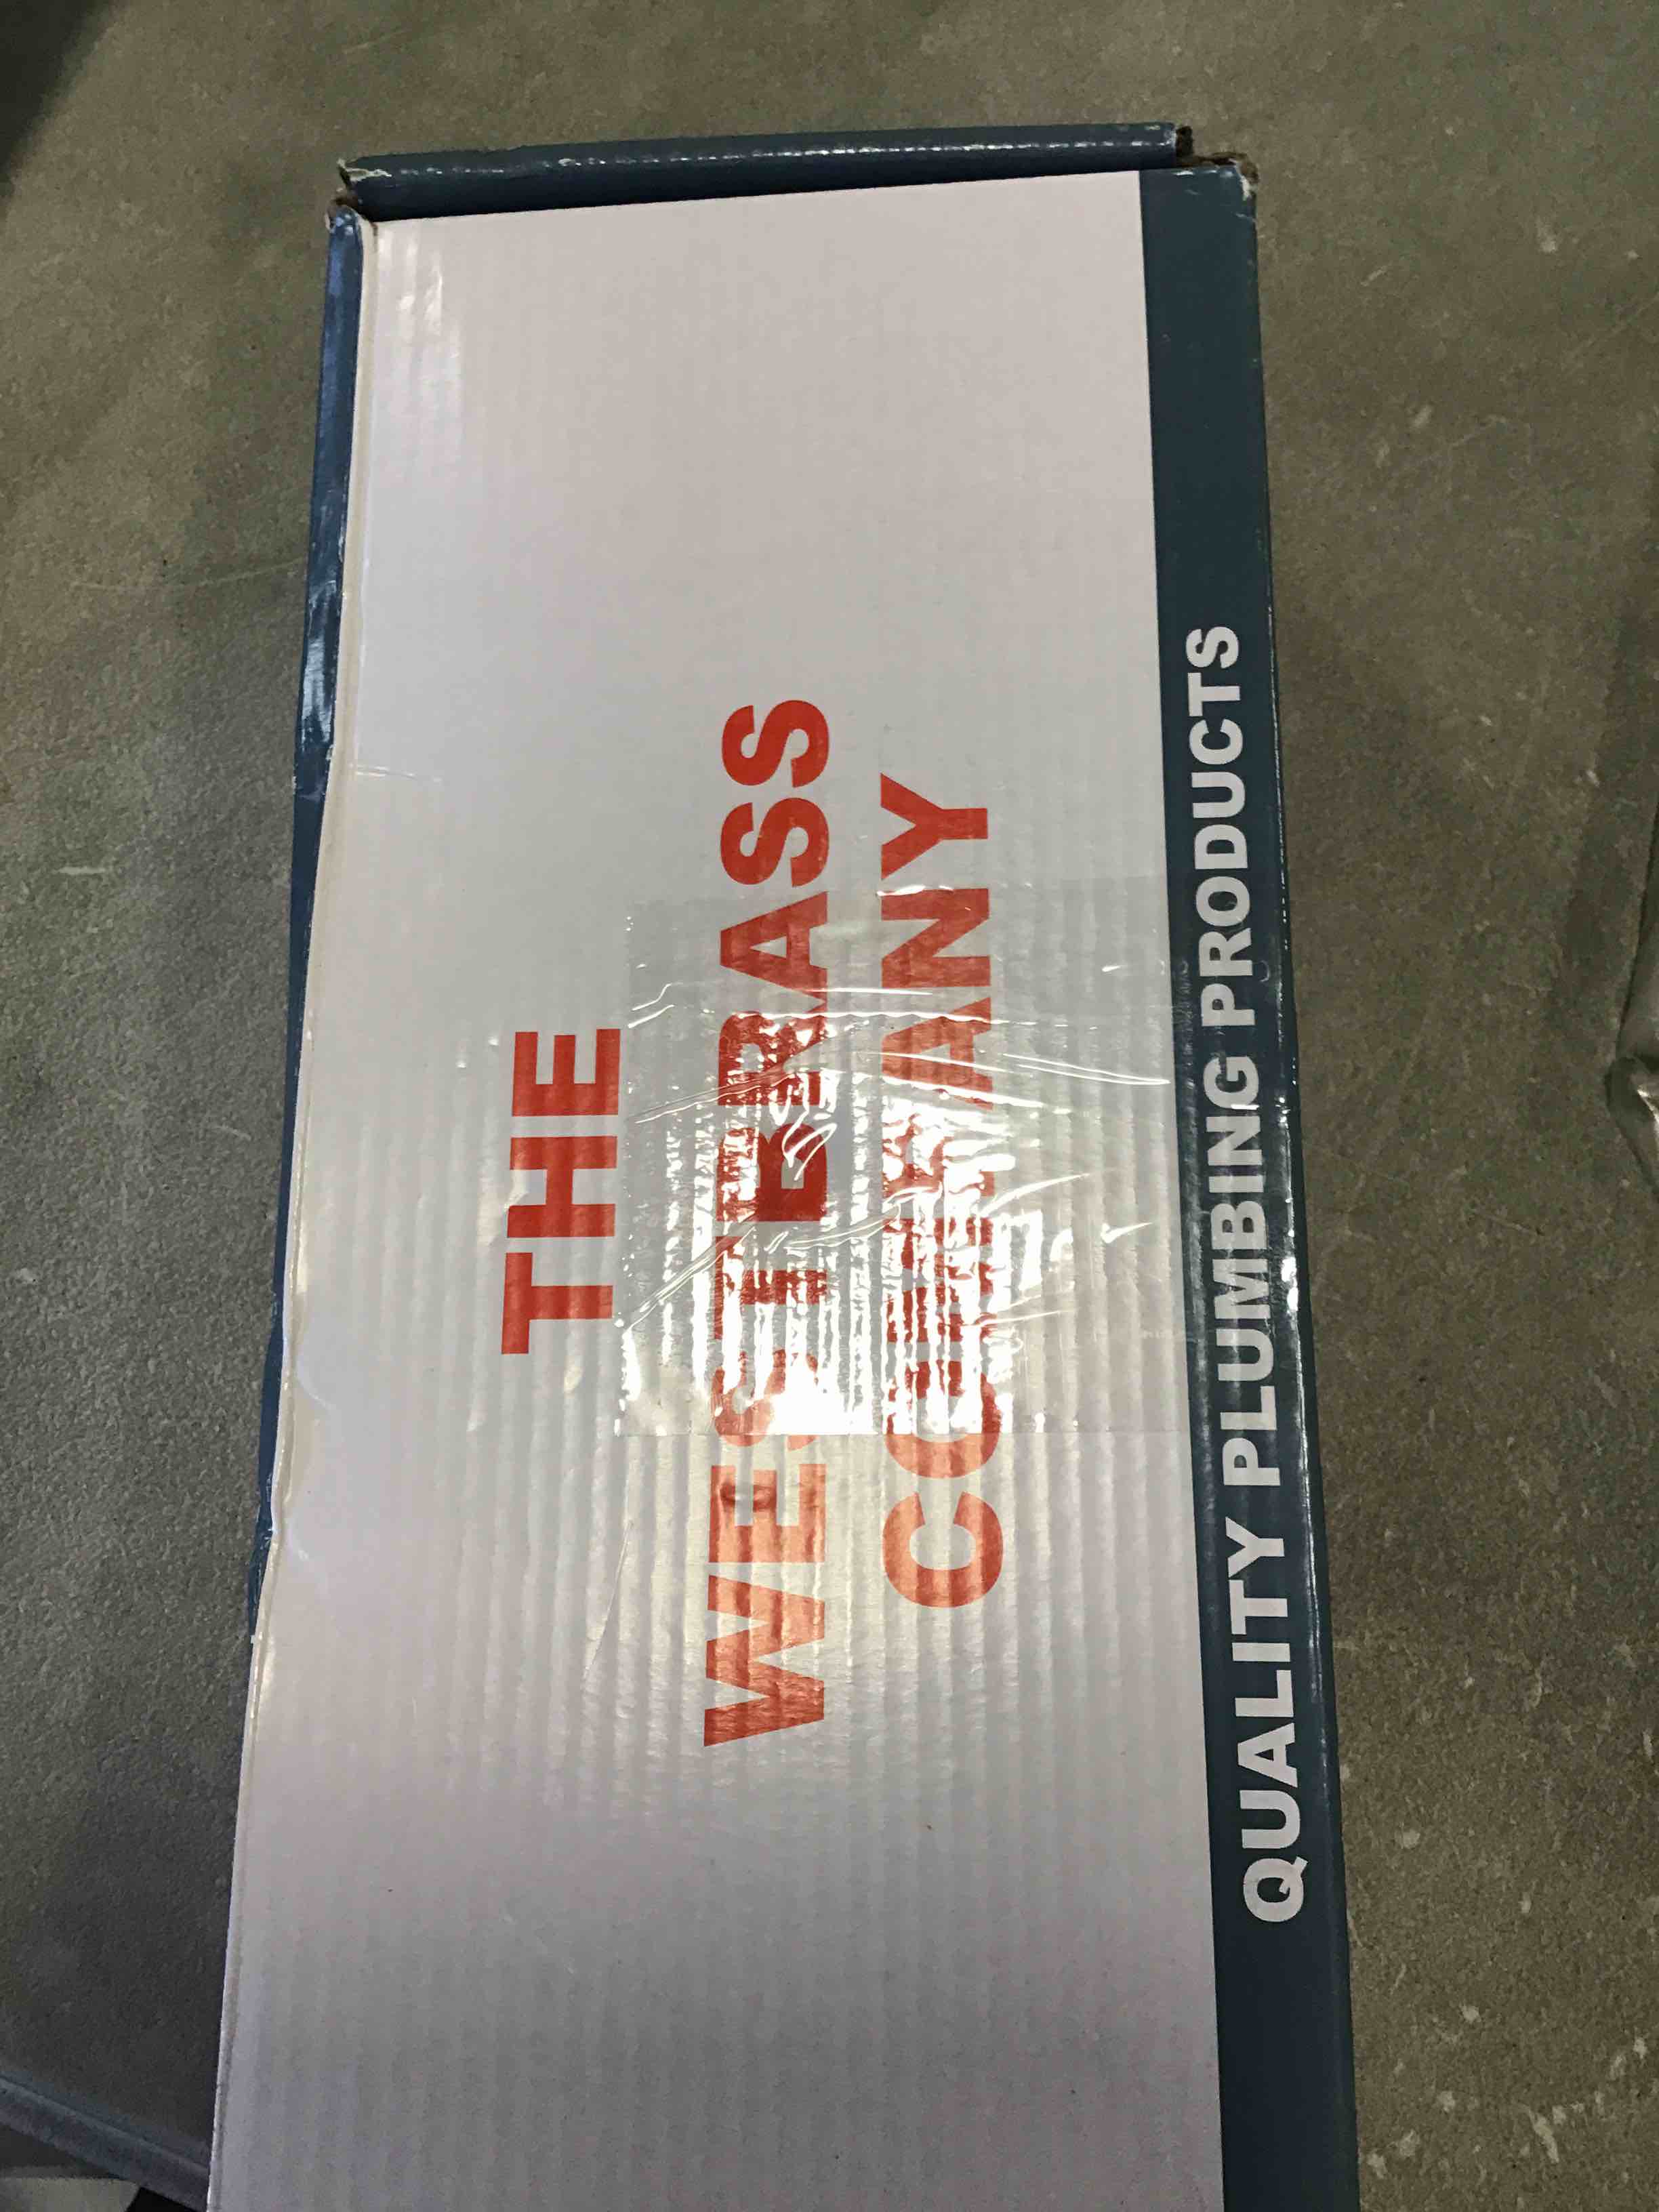 THE
WESTBRASS
COMPANY
QUALITY PLUMBING PRODUCTS